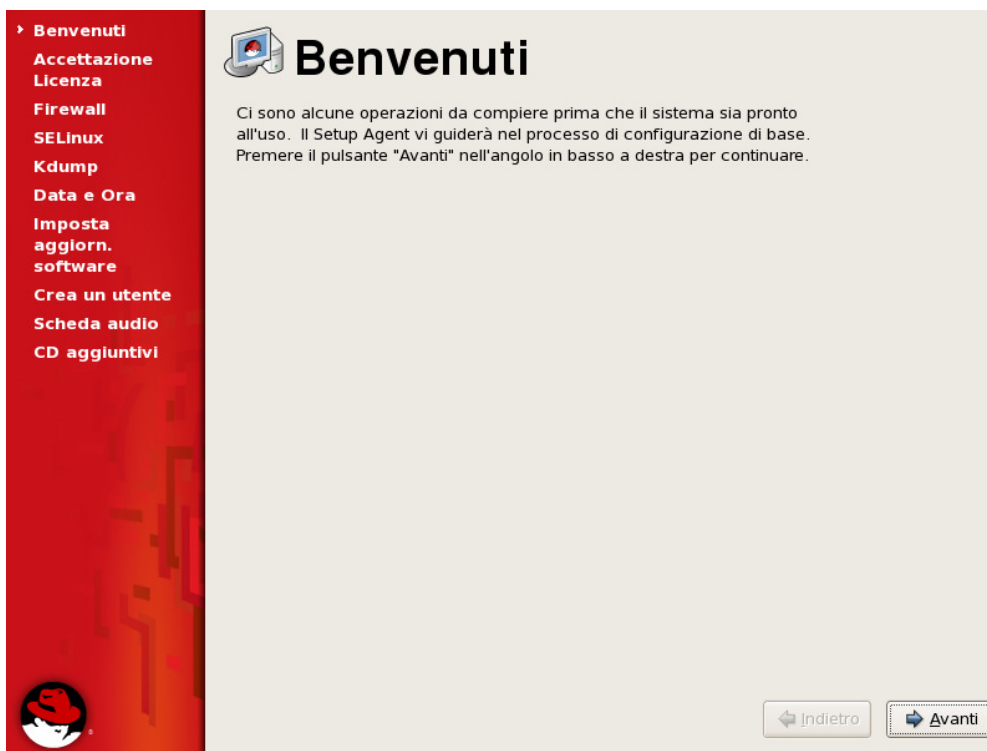 Benvenuti
Accettazione
Licenza
Firewall
SELinux
Kdump
Data e Ora
Imposta
aggiorn.
software
Crea un utente
Scheda audio
CD aggiuntivi
Benvenuti
Ci sono alcune operazioni da compiere prima che il sistema sia pronto
all'uso. Il Setup Agent vi guiderà nel processo di configurazione di base.
Premere il pulsante "Avanti" nell'angolo in basso a destra per continuare.
Indietro
Avanti